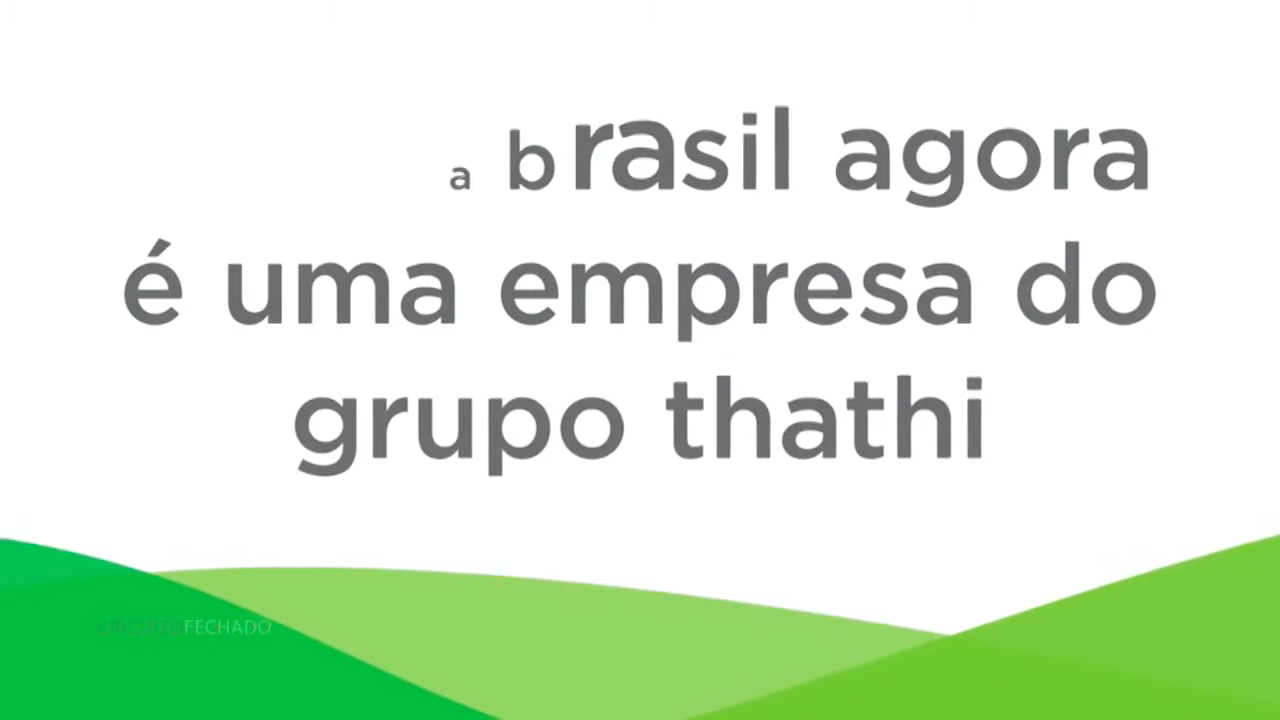 a brasil agora
é uma empresa do
grupo thathi
CIRCUITOFECHADO